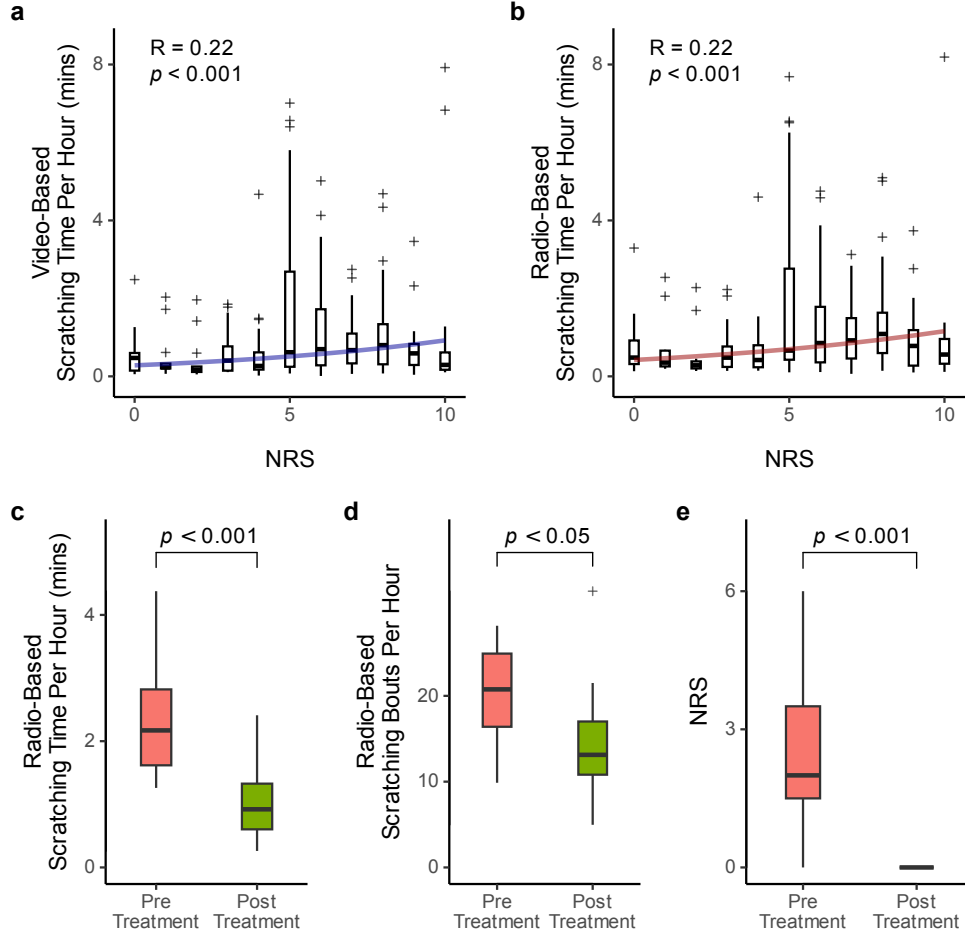 a
R = 0.22
p < 0.001
Video-Based
Scratching Time Per Hour (mins)
8
4
0
0
5
10
NRS
b
R = 0.22
p < 0.001
Radio-Based
Scratching Time Per Hour (mins)
8
4
0
0
5
10
NRS
c
p < 0.001
Radio-Based
Scratching Time Per Hour (mins)
4
2
0
Pre
Treatment
Post
Treatment
d
p < 0.05
Radio-Based
Scratching Bouts Per Hour
20
10
0
Pre
Treatment
Post
Treatment
e
p < 0.001
NRS
6
3
0
Pre
Treatment
Post
Treatment